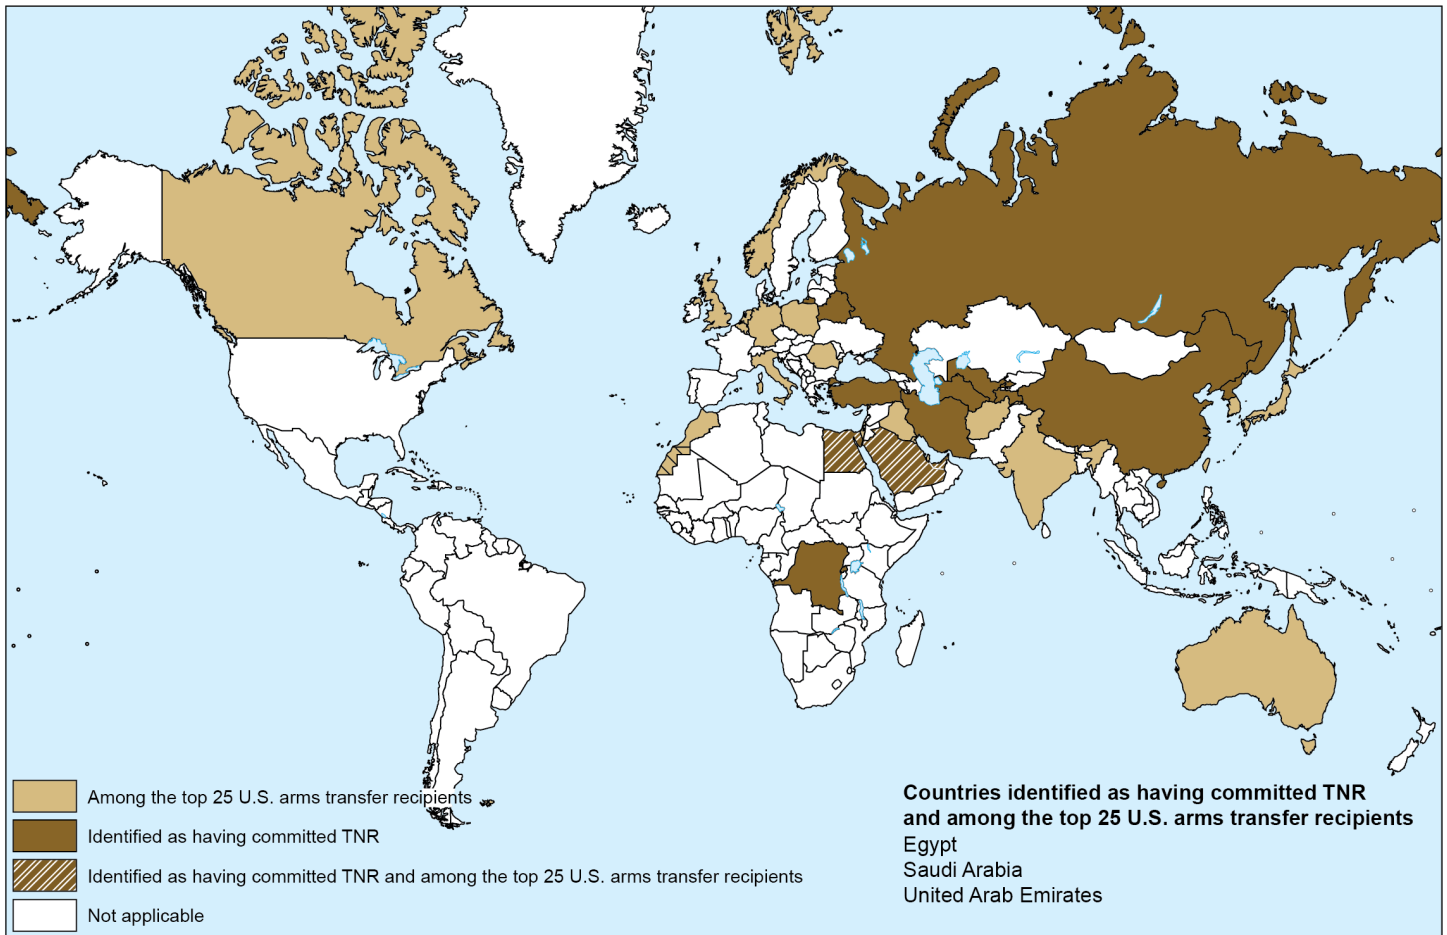 Among the top 25 U.S. arms transfer recipients
Identified as having committed TNR
Identified as having committed TNR and among the top 25 U.S. arms transfer recipients
Not applicable
Countries identified as having committed TNR
and among the top 25 U.S. arms transfer recipients
Egypt
Saudi Arabia
United Arab Emirates